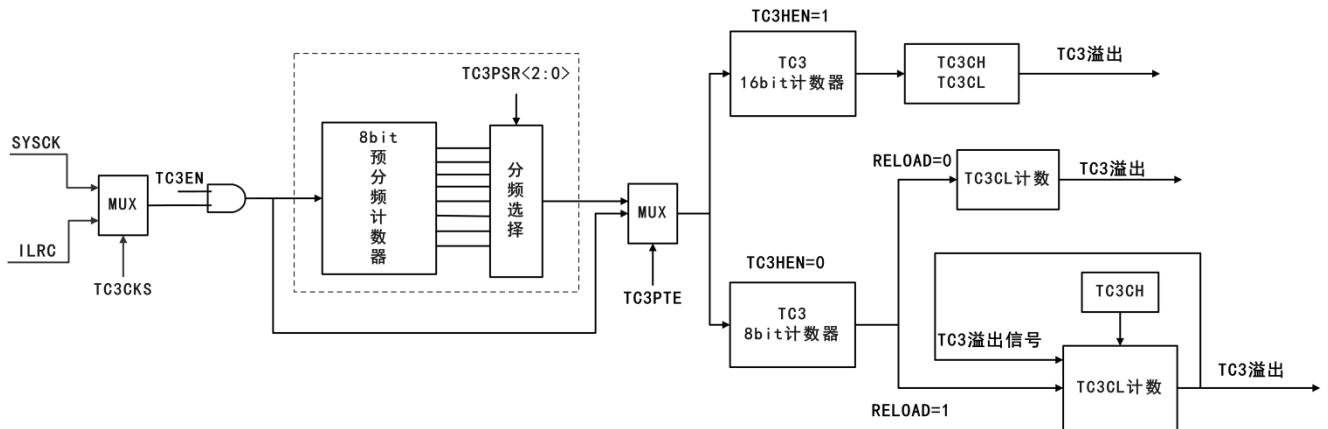 SYSCK
ILRC
MUX
TC3CKS
TC3EN
8bit
预
分
频
计
数
器
TC3PSR<2:0>
分
频
选
择
MUX
TC3PTE
TC3HEN=1
TC3
16bit计数器
TC3CH
TC3CL
TC3溢出
TC3HEN=0
TC3
8bit计数器
RELOAD=0
TC3CL计数
TC3溢出
RELOAD=1
TC3溢出信号
TC3CH
TC3CL计数
TC3溢出